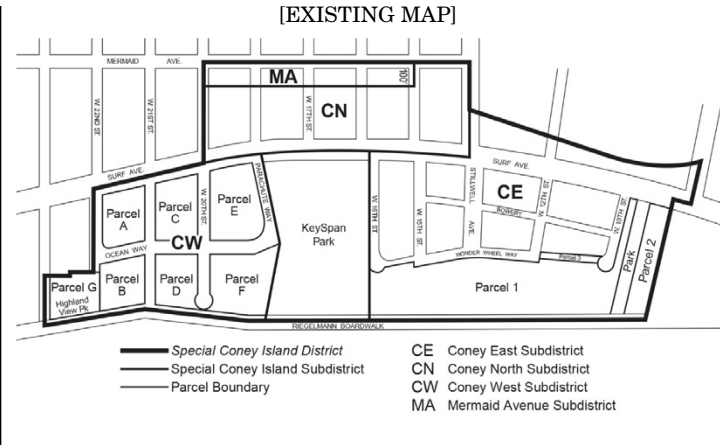 [EXISTING MAP]
MERMAID AVE.
MA
100'
W 22ND ST.
W 21ST ST.
W 17TH ST.
CN
SURF AVE.
SURF AVE.
Parcel A
Parcel C
W 20TH ST.
Parcel E
PARACHUTE WAY
KeySpan Park
W 16TH ST
W 15TH ST.
STILLWELL AVE.
CE
BOWERY
W 12TH ST
W 10TH ST
CW
OCEAN WAY
WONDER WHEEL WAY
Parcel 3
Park
Parcel 2
Parcel G
Highland View Pk
Parcel B
Parcel D
Parcel F
Parcel 1
RIEGELMANN BOARDWALK
Special Coney Island District
Special Coney Island Subdistrict
Parcel Boundary
CE Coney East Subdistrict
CN Coney North Subdistrict
CW Coney West Subdistrict
MA Mermaid Avenue Subdistrict